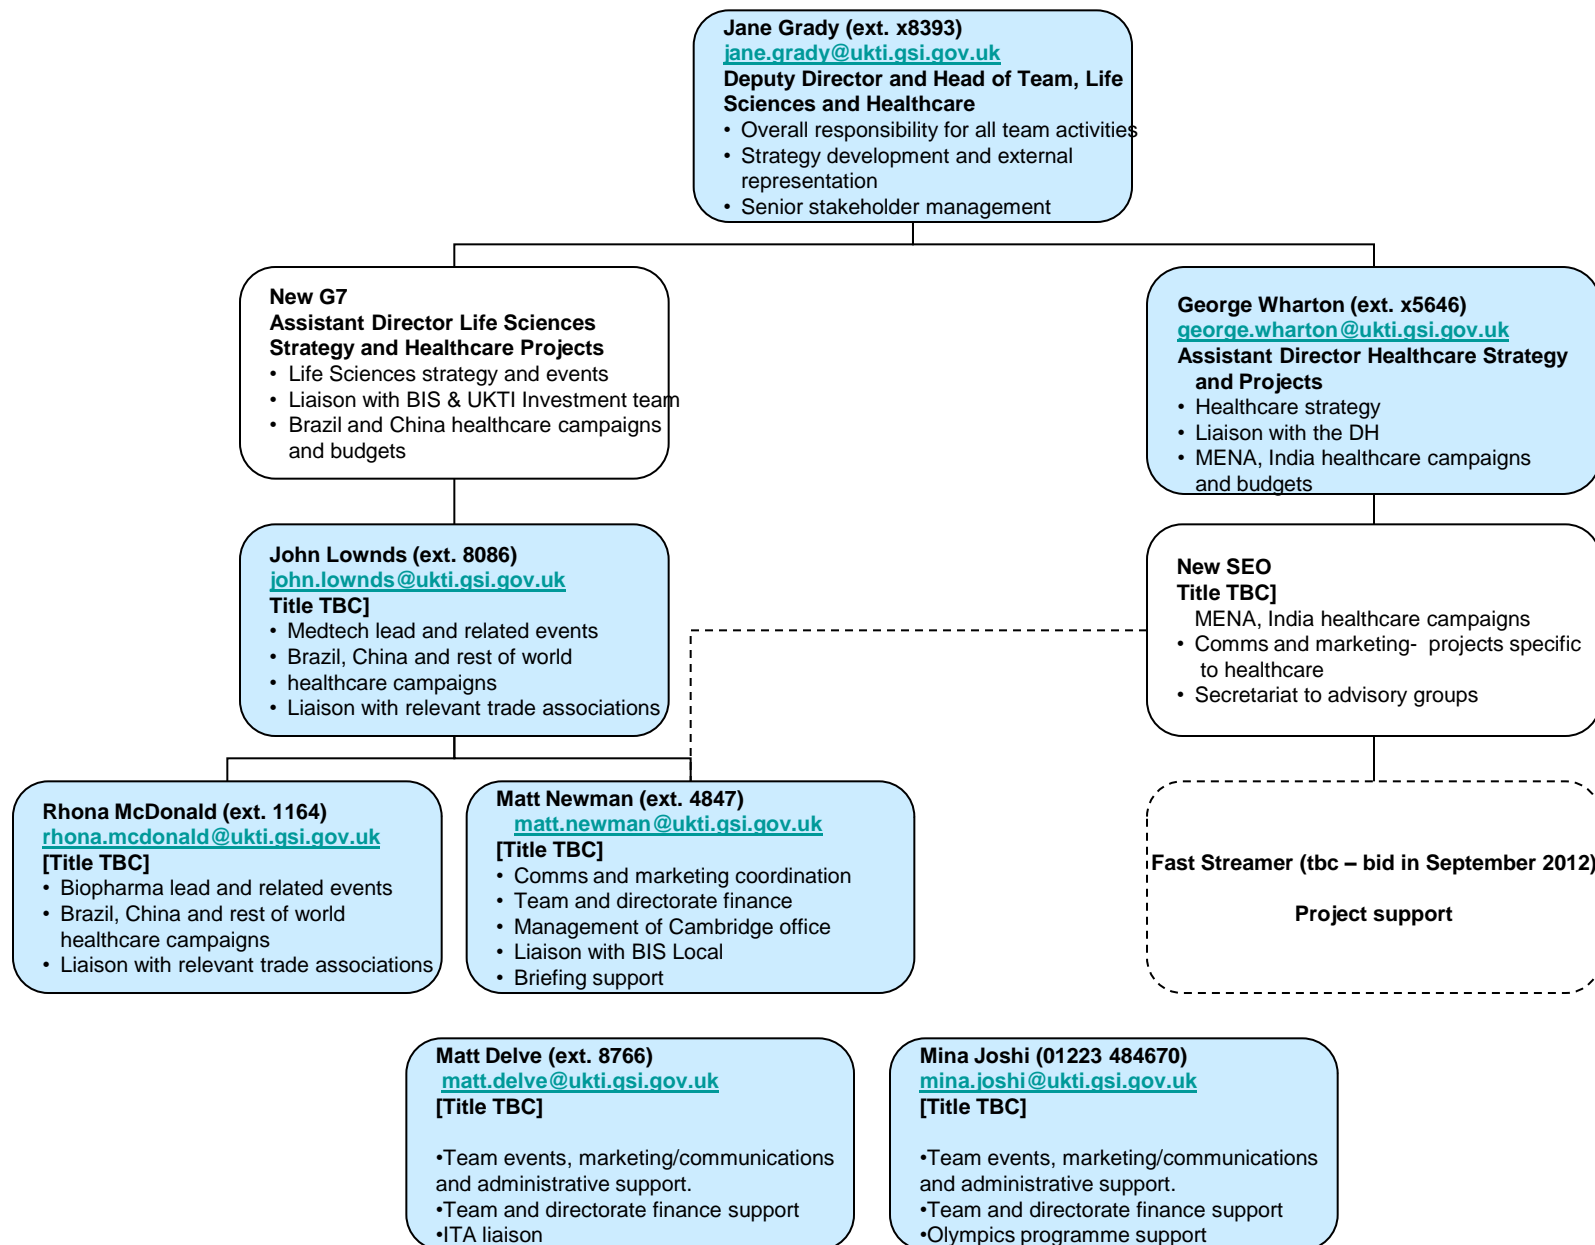 Jane Grady (ext. x8393)
jane.grady@ukti.gsi.gov.uk
Deputy Director and Head of Team, Life
Sciences and Healthcare
• Overall responsibility for all team activities
• Strategy development and external
representation
• Senior stakeholder management
New G7
Assistant Director Life Sciences
Strategy and Healthcare Projects
• Life Sciences strategy and events
• Liaison with BIS & UKTI Investment team
• Brazil and China healthcare campaigns
and budgets
George Wharton (ext. x5646)
george.wharton@ukti.gsi.gov.uk
Assistant Director Healthcare Strategy
and Projects
• Healthcare strategy
• Liaison with the DH
• MENA, India healthcare campaigns
and budgets
John Lownds (ext. 8086)
john.lownds@ukti.gsi.gov.uk
Title TBC]
• Medtech lead and related events
• Brazil, China and rest of world
• healthcare campaigns
• Liaison with relevant trade associations
New SEO
Title TBC]
MENA, India healthcare campaigns
• Comms and marketing- projects specific
to healthcare
• Secretariat to advisory groups
Rhona McDonald (ext. 1164)
rhona.mcdonald@ukti.gsi.gov.uk
[Title TBC]
• Biopharma lead and related events
• Brazil, China and rest of world
healthcare campaigns
• Liaison with relevant trade associations
Matt Newman (ext. 4847)
matt.newman@ukti.gsi.gov.uk
[Title TBC]
• Comms and marketing coordination
• Team and directorate finance
• Management of Cambridge office
• Liaison with BIS Local
• Briefing support
Fast Streamer (tbc – bid in September 2012)
Project support
Matt Delve (ext. 8766)
matt.delve@ukti.gsi.gov.uk
[Title TBC]
•Team events, marketing/communications
and administrative support.
•Team and directorate finance support
•ITA liaison
Mina Joshi (01223 484670)
mina.joshi@ukti.gsi.gov.uk
[Title TBC]
•Team events, marketing/communications
and administrative support.
•Team and directorate finance support
•Olympics programme support